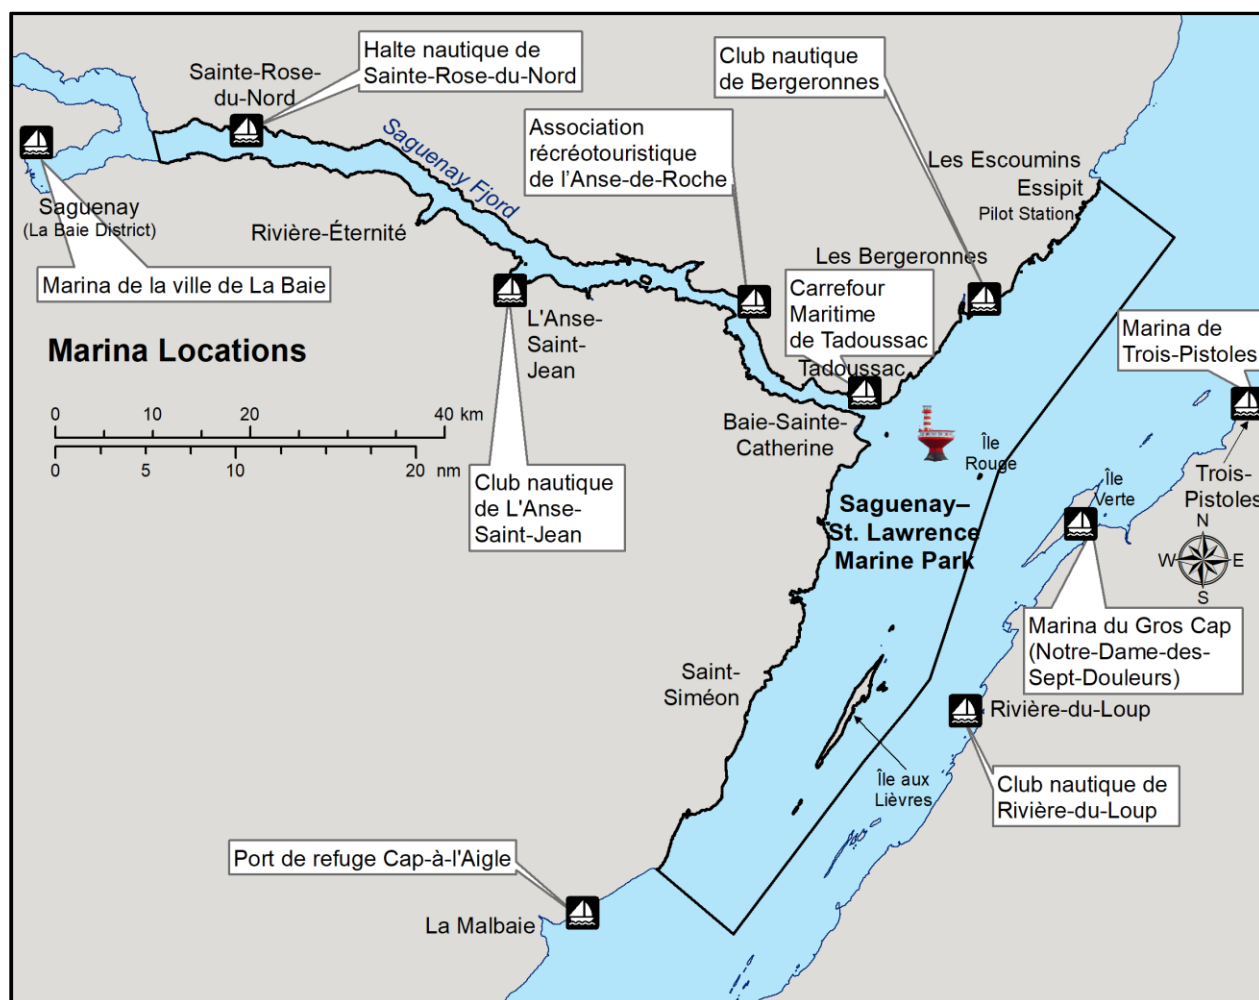 Halte nautique de
Sainte-Rose-du-Nord
Club nautique
de Bergeronnes
Sainte-Rose-
du-Nord
Association
récréotouristique
de l'Anse-de-Roche
Saguenay Fjord
Les Escoumins
Essipit
Pilot Station
Saguenay
(La Baie District)
Rivière-Éternité
Les Bergeronnes
Marina de la ville de La Baie
Carrefour
Maritime
de Tadoussac
Tadoussac
L'Anse-
Saint-
Jean
Marina de
Trois-Pistoles
Marina Locations
0 10 20 40 km
0 5 10 20 nm
Baie-Sainte-
Catherine
Île
Rouge
Île
Verte
Trois-
Pistoles
Club nautique
de L'Anse-
Saint-Jean
Saguenay–
St. Lawrence
Marine Park
N
W E
S
Marina du Gros Cap
(Notre-Dame-des-
Sept-Douleurs)
Saint-
Siméon
Rivière-du-Loup
Île aux
Lièvres
Club nautique de
Rivière-du-Loup
Port de refuge Cap-à-l'Aigle
La Malbaie